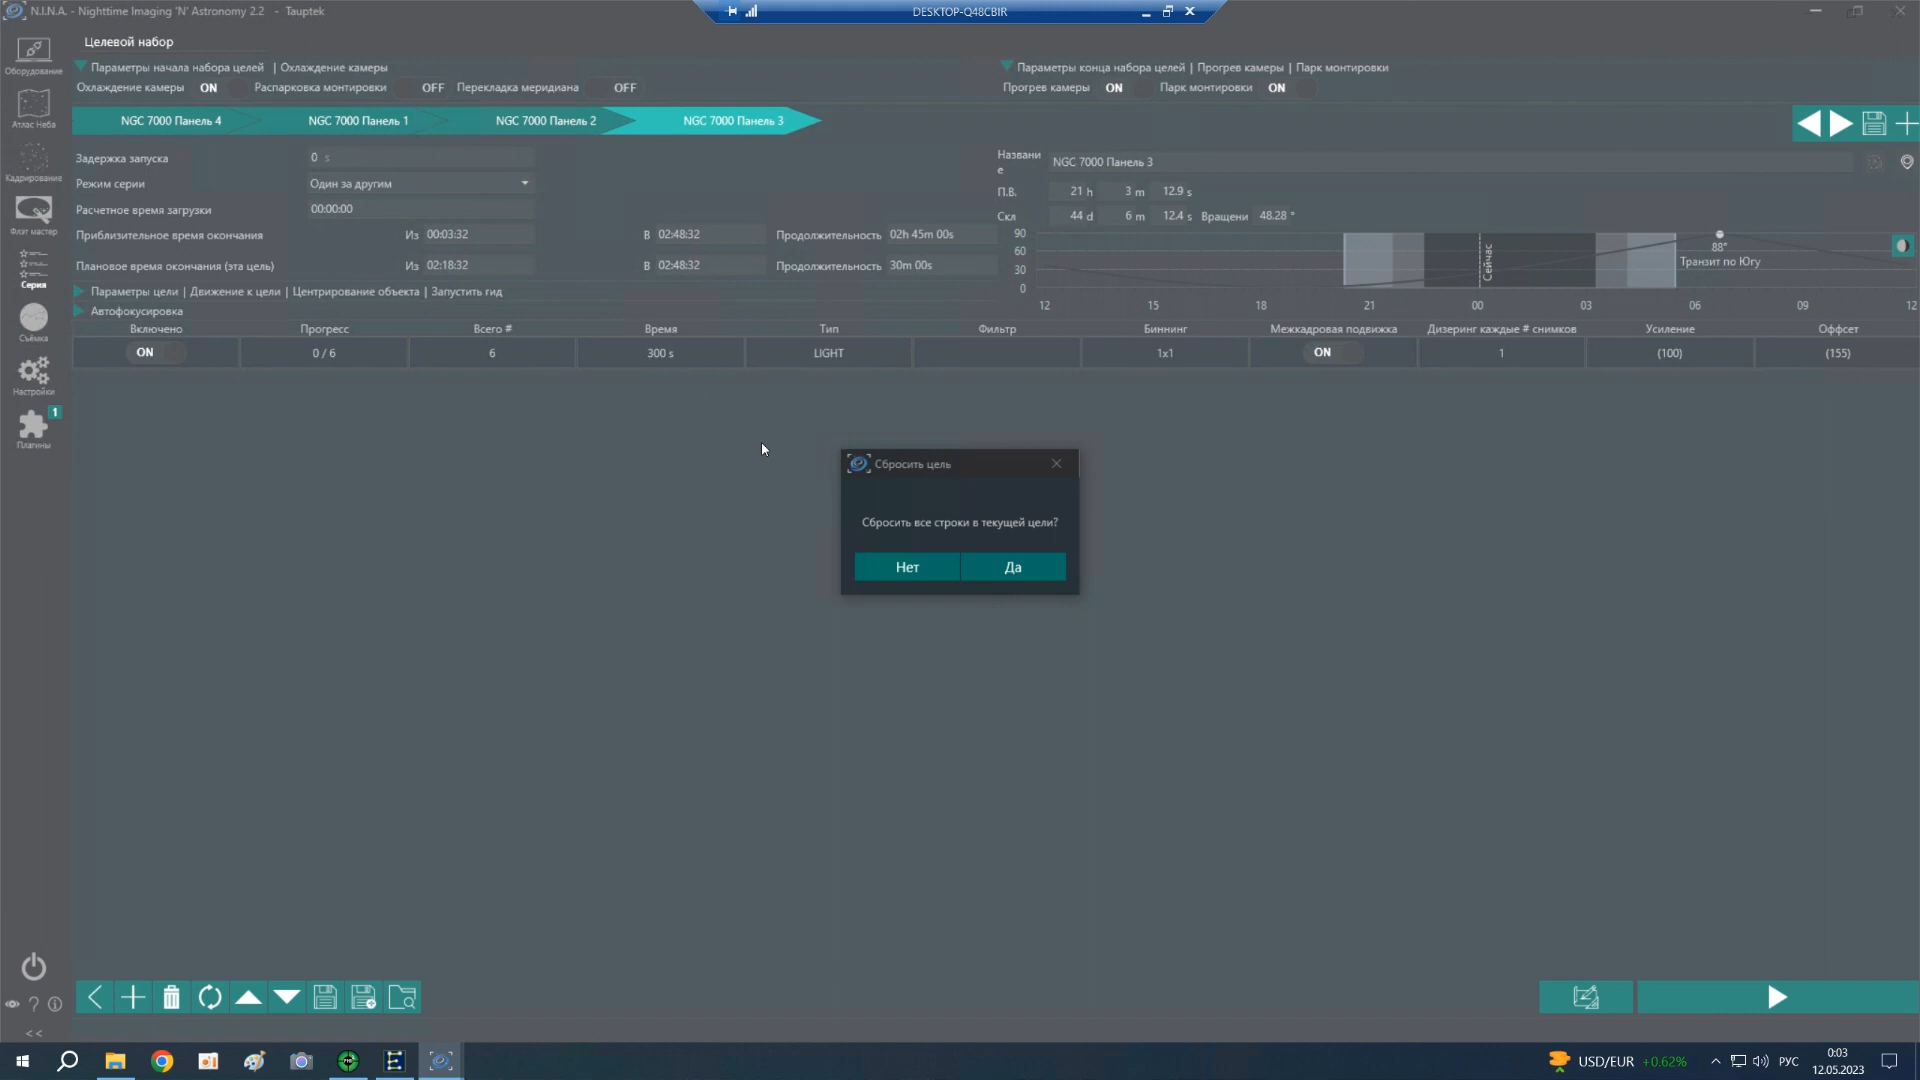 N.I.N.A. - Nighttime Imaging 'N' Astronomy 2.2 - Tauptek
DESKTOP-Q48CBIR
Целевой набор
Оборудование
Атлас Неба
Кадрирование
Флэт мастер
Серия
Съёмка
Настройки
1
Плагины
Параметры начала набора целей | Охлаждение камеры
Параметры конца набора целей | Прогрев камеры | Парк монтировки
Охлаждение камеры ON Распарковка монтировки OFF Перекладка меридиана OFF
Прогрев камеры ON Парк монтировки ON
NGC 7000 Панель 4 NGC 7000 Панель 1 NGC 7000 Панель 2 NGC 7000 Панель 3
Задержка запуска 0 s
Режим серии Один за другим
Расчетное время загрузки 00:00:00
Приблизительное время окончания Из 00:03:32 В 02:48:32 Продолжительность 02h 45m 00s
Плановое время окончания (эта цель) Из 02:18:32 В 02:48:32 Продолжительность 30m 00s
Названи
е
NGC 7000 Панель 3
П.В. 21 h 3 m 12.9 s
Скл 44 d 6 m 12.4 s Вращени 48.28 °
90
60
30
0
Сейчас
88°
Транзит по Югу
12 15 18 21 00 03 06 09 12
Параметры цели | Движение к цели | Центрирование объекта | Запустить гид
Автофокусировка
Включено Прогресс Всего # Время Тип Фильтр Биннинг Межкадровая подвижка Дизеринг каждые # снимков Усиление Оффсет
ON 0 / 6 6 300 s LIGHT 1x1 ON 1 (100) (155)
Сбросить цель
Сбросить все строки в текущей цели?
Нет Да
<<
USD/EUR +0.62%
РУС
0:03
12.05.2023